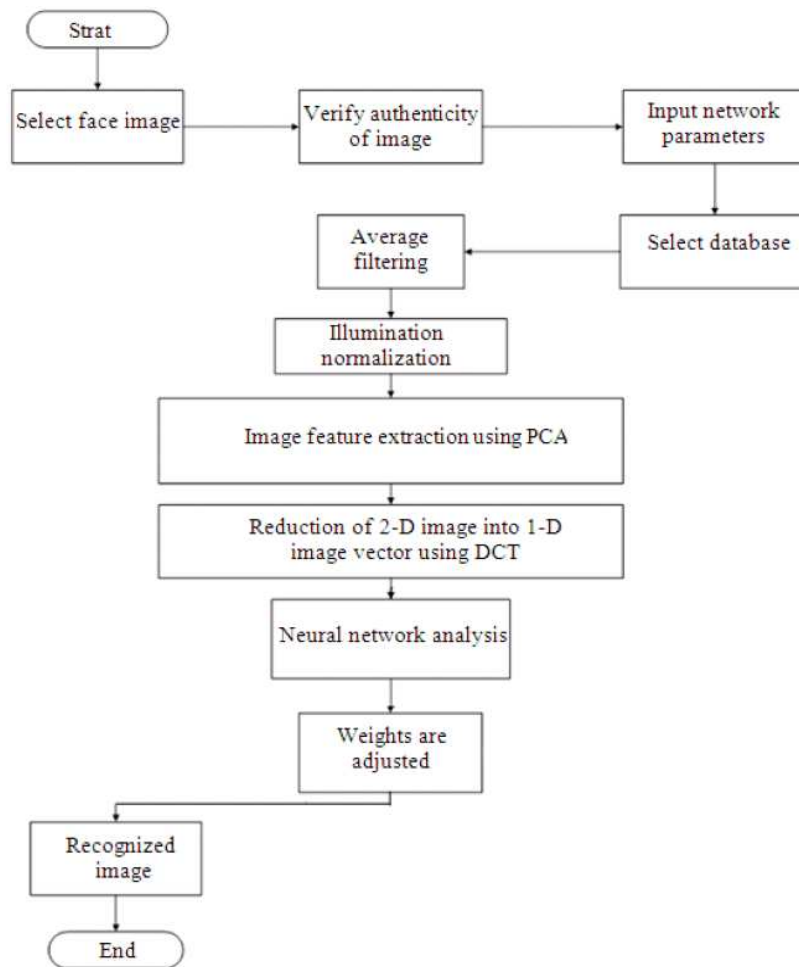 Strat
Select face image
Verify authenticity
of image
Input network
parameters
Select database
Average
filtering
Illumination
normalization
Image feature extraction using PCA
Reduction of 2-D image into 1-D
image vector using DCT
Neural network analysis
Weights are
adjusted
Recognized
image
End